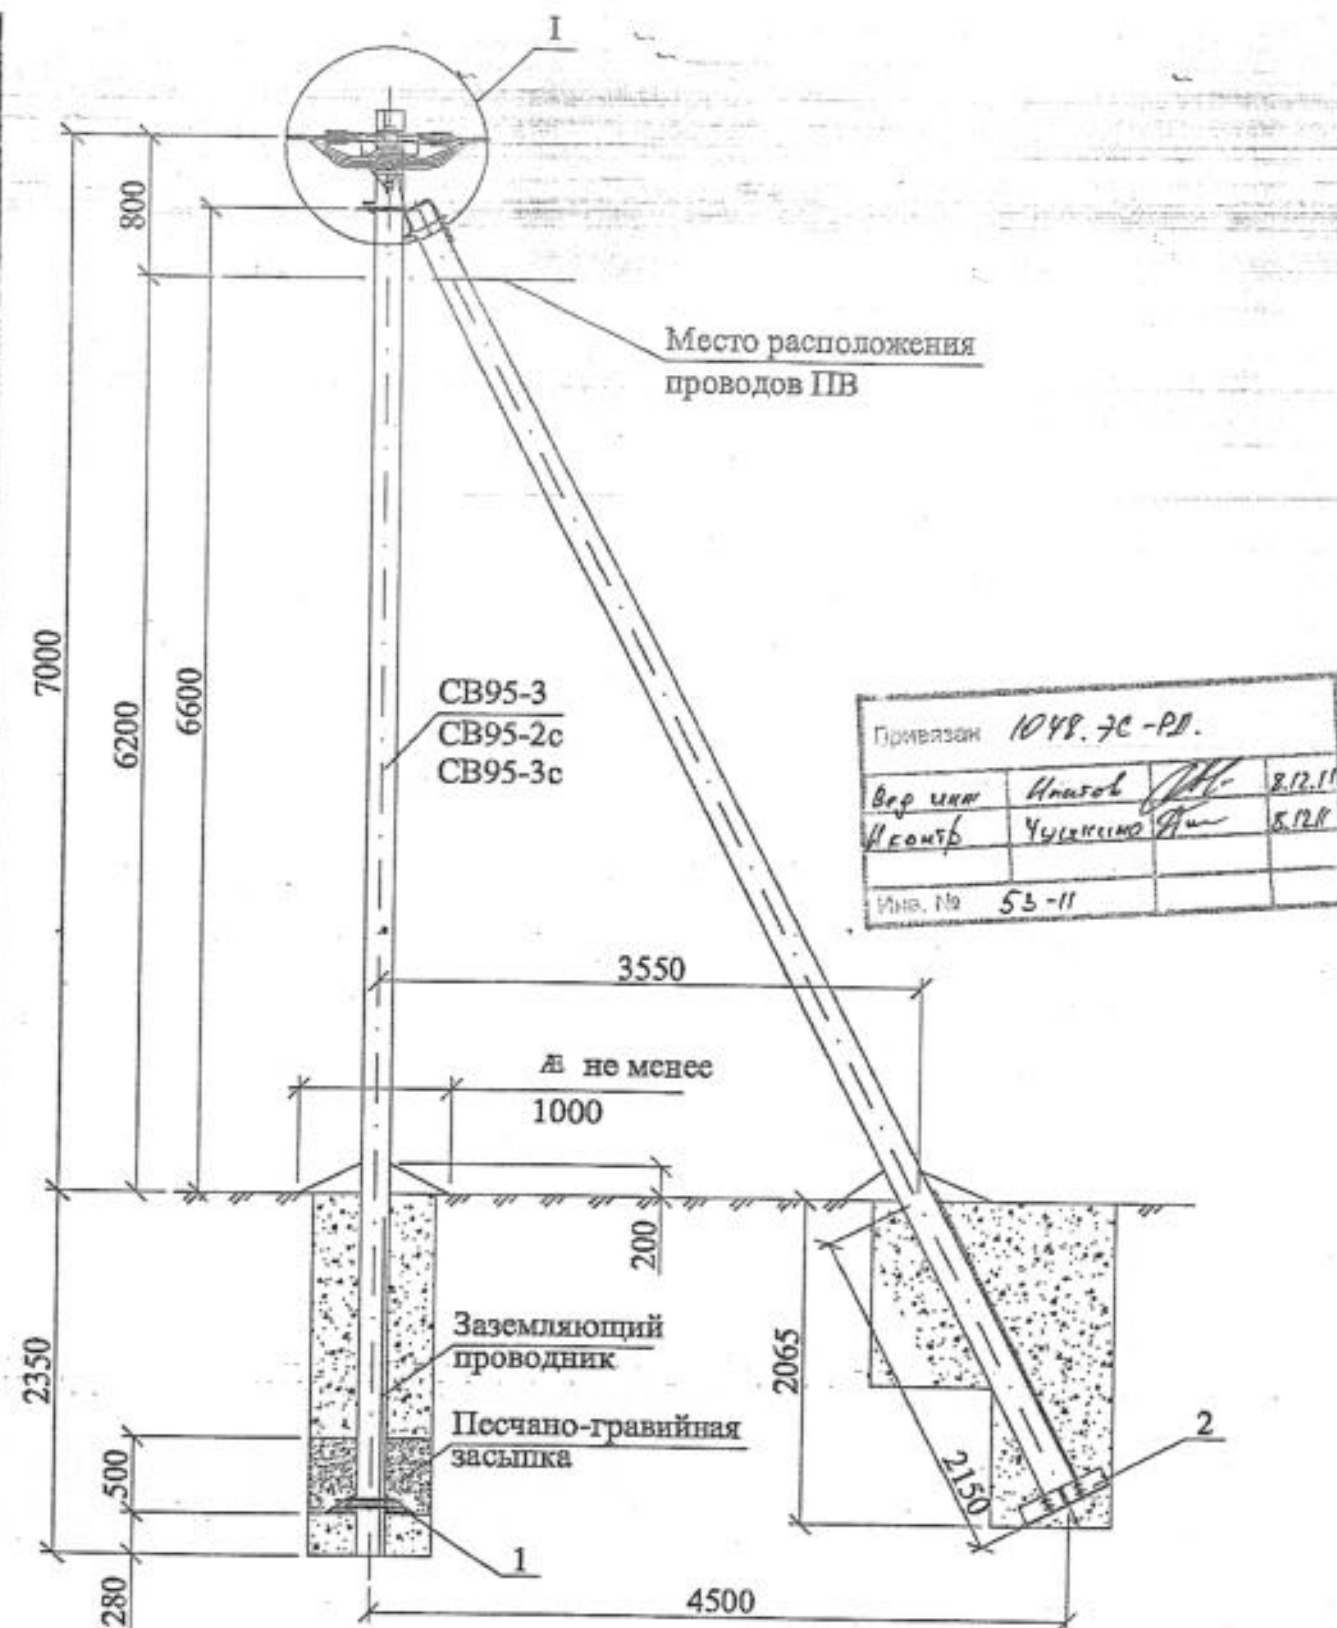 I
800
Место расположения
проводов ПВ
7000
6200
6600
СВ95-3
СВ95-2с
СВ95-3с
Привязан 1048.ЭС-РД.
Вед инж 8.12.11
Н контр 8.12.11
Инв. № 53-11
3550
Æ не менее
1000
200
2350
Заземляющий
проводник
Песчано-гравийная
засыпка
500
280
1
2065
2150
2
4500